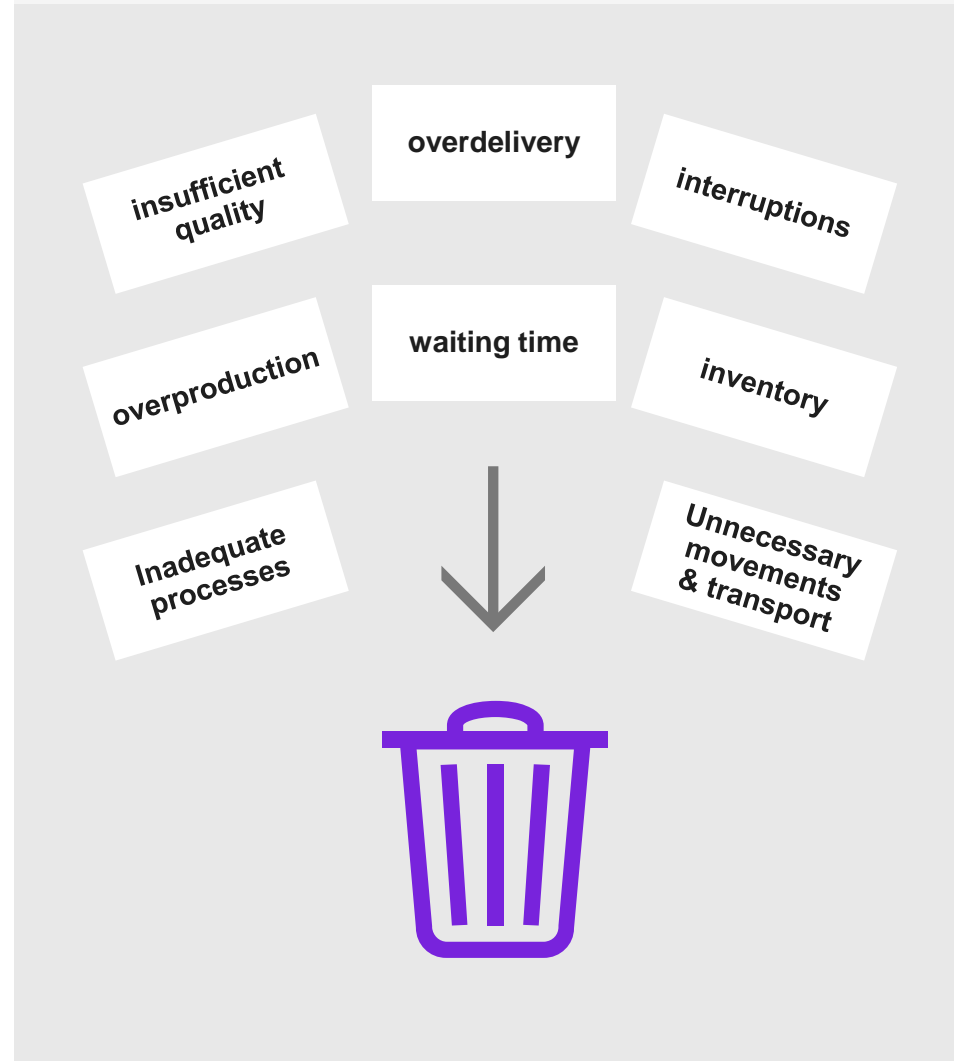 insufficient
quality
overdelivery
interruptions
overproduction
waiting time
inventory
Inadequate
processes
Unnecessary
movements
& transport